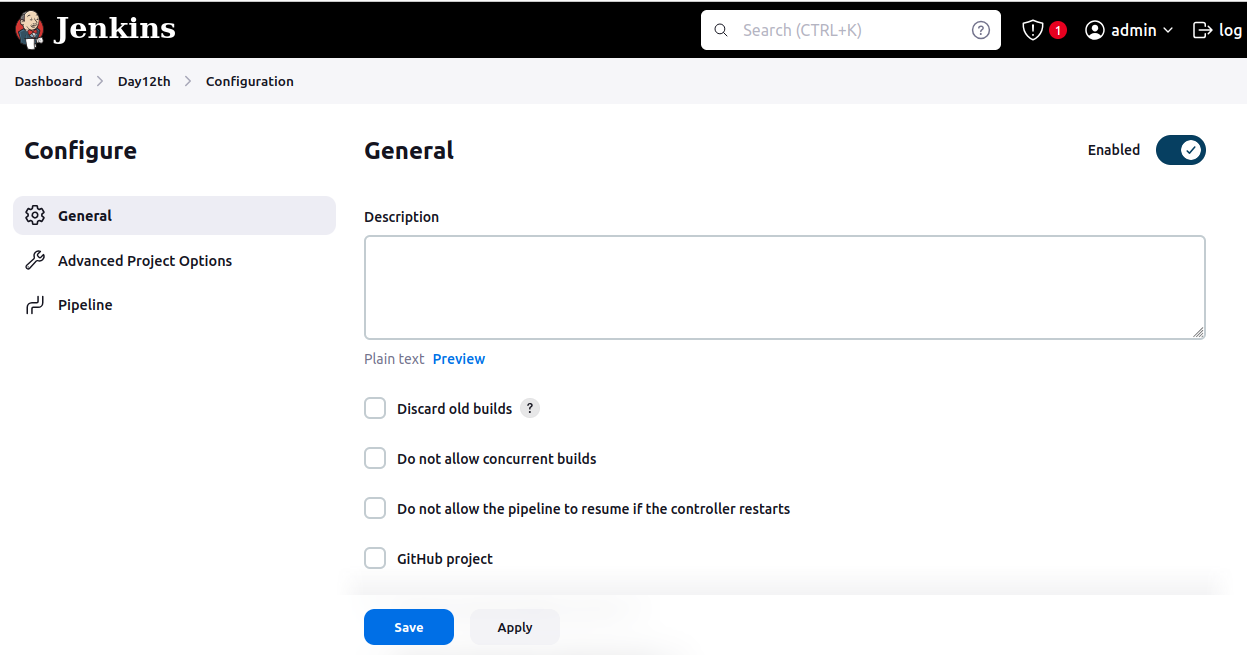 Jenkins
Search (CTRL+K)
?
1
admin
log
Dashboard > Day12th > Configuration
Configure
General
Advanced Project Options
Pipeline
General
Enabled
Description
Plain text Preview
Discard old builds ?
Do not allow concurrent builds
Do not allow the pipeline to resume if the controller restarts
GitHub project
Save Apply